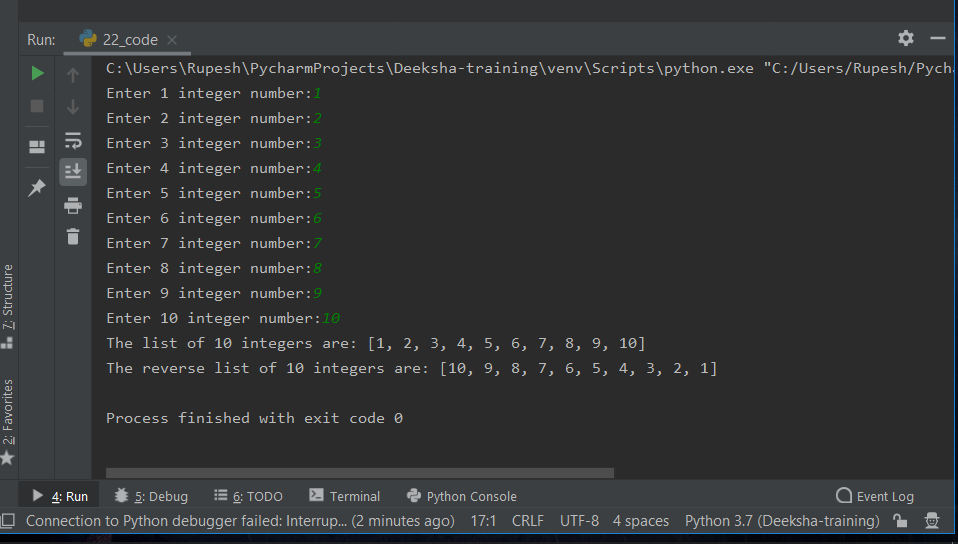 Run: 22_code
C:\Users\Rupesh\PycharmProjects\Deeksha-training\venv\Scripts\python.exe "C:/Users/Rupesh/Pych
Enter 1 integer number:1
Enter 2 integer number:2
Enter 3 integer number:3
Enter 4 integer number:4
Enter 5 integer number:5
Enter 6 integer number:6
Enter 7 integer number:7
Enter 8 integer number:8
Enter 9 integer number:9
Enter 10 integer number:10
The list of 10 integers are: [1, 2, 3, 4, 5, 6, 7, 8, 9, 10]
The reverse list of 10 integers are: [10, 9, 8, 7, 6, 5, 4, 3, 2, 1]
Process finished with exit code 0
7: Structure
2: Favorites
4: Run 5: Debug 6: TODO Terminal Python Console Event Log
Connection to Python debugger failed: Interrup... (2 minutes ago) 17:1 CRLF UTF-8 4 spaces Python 3.7 (Deeksha-training)